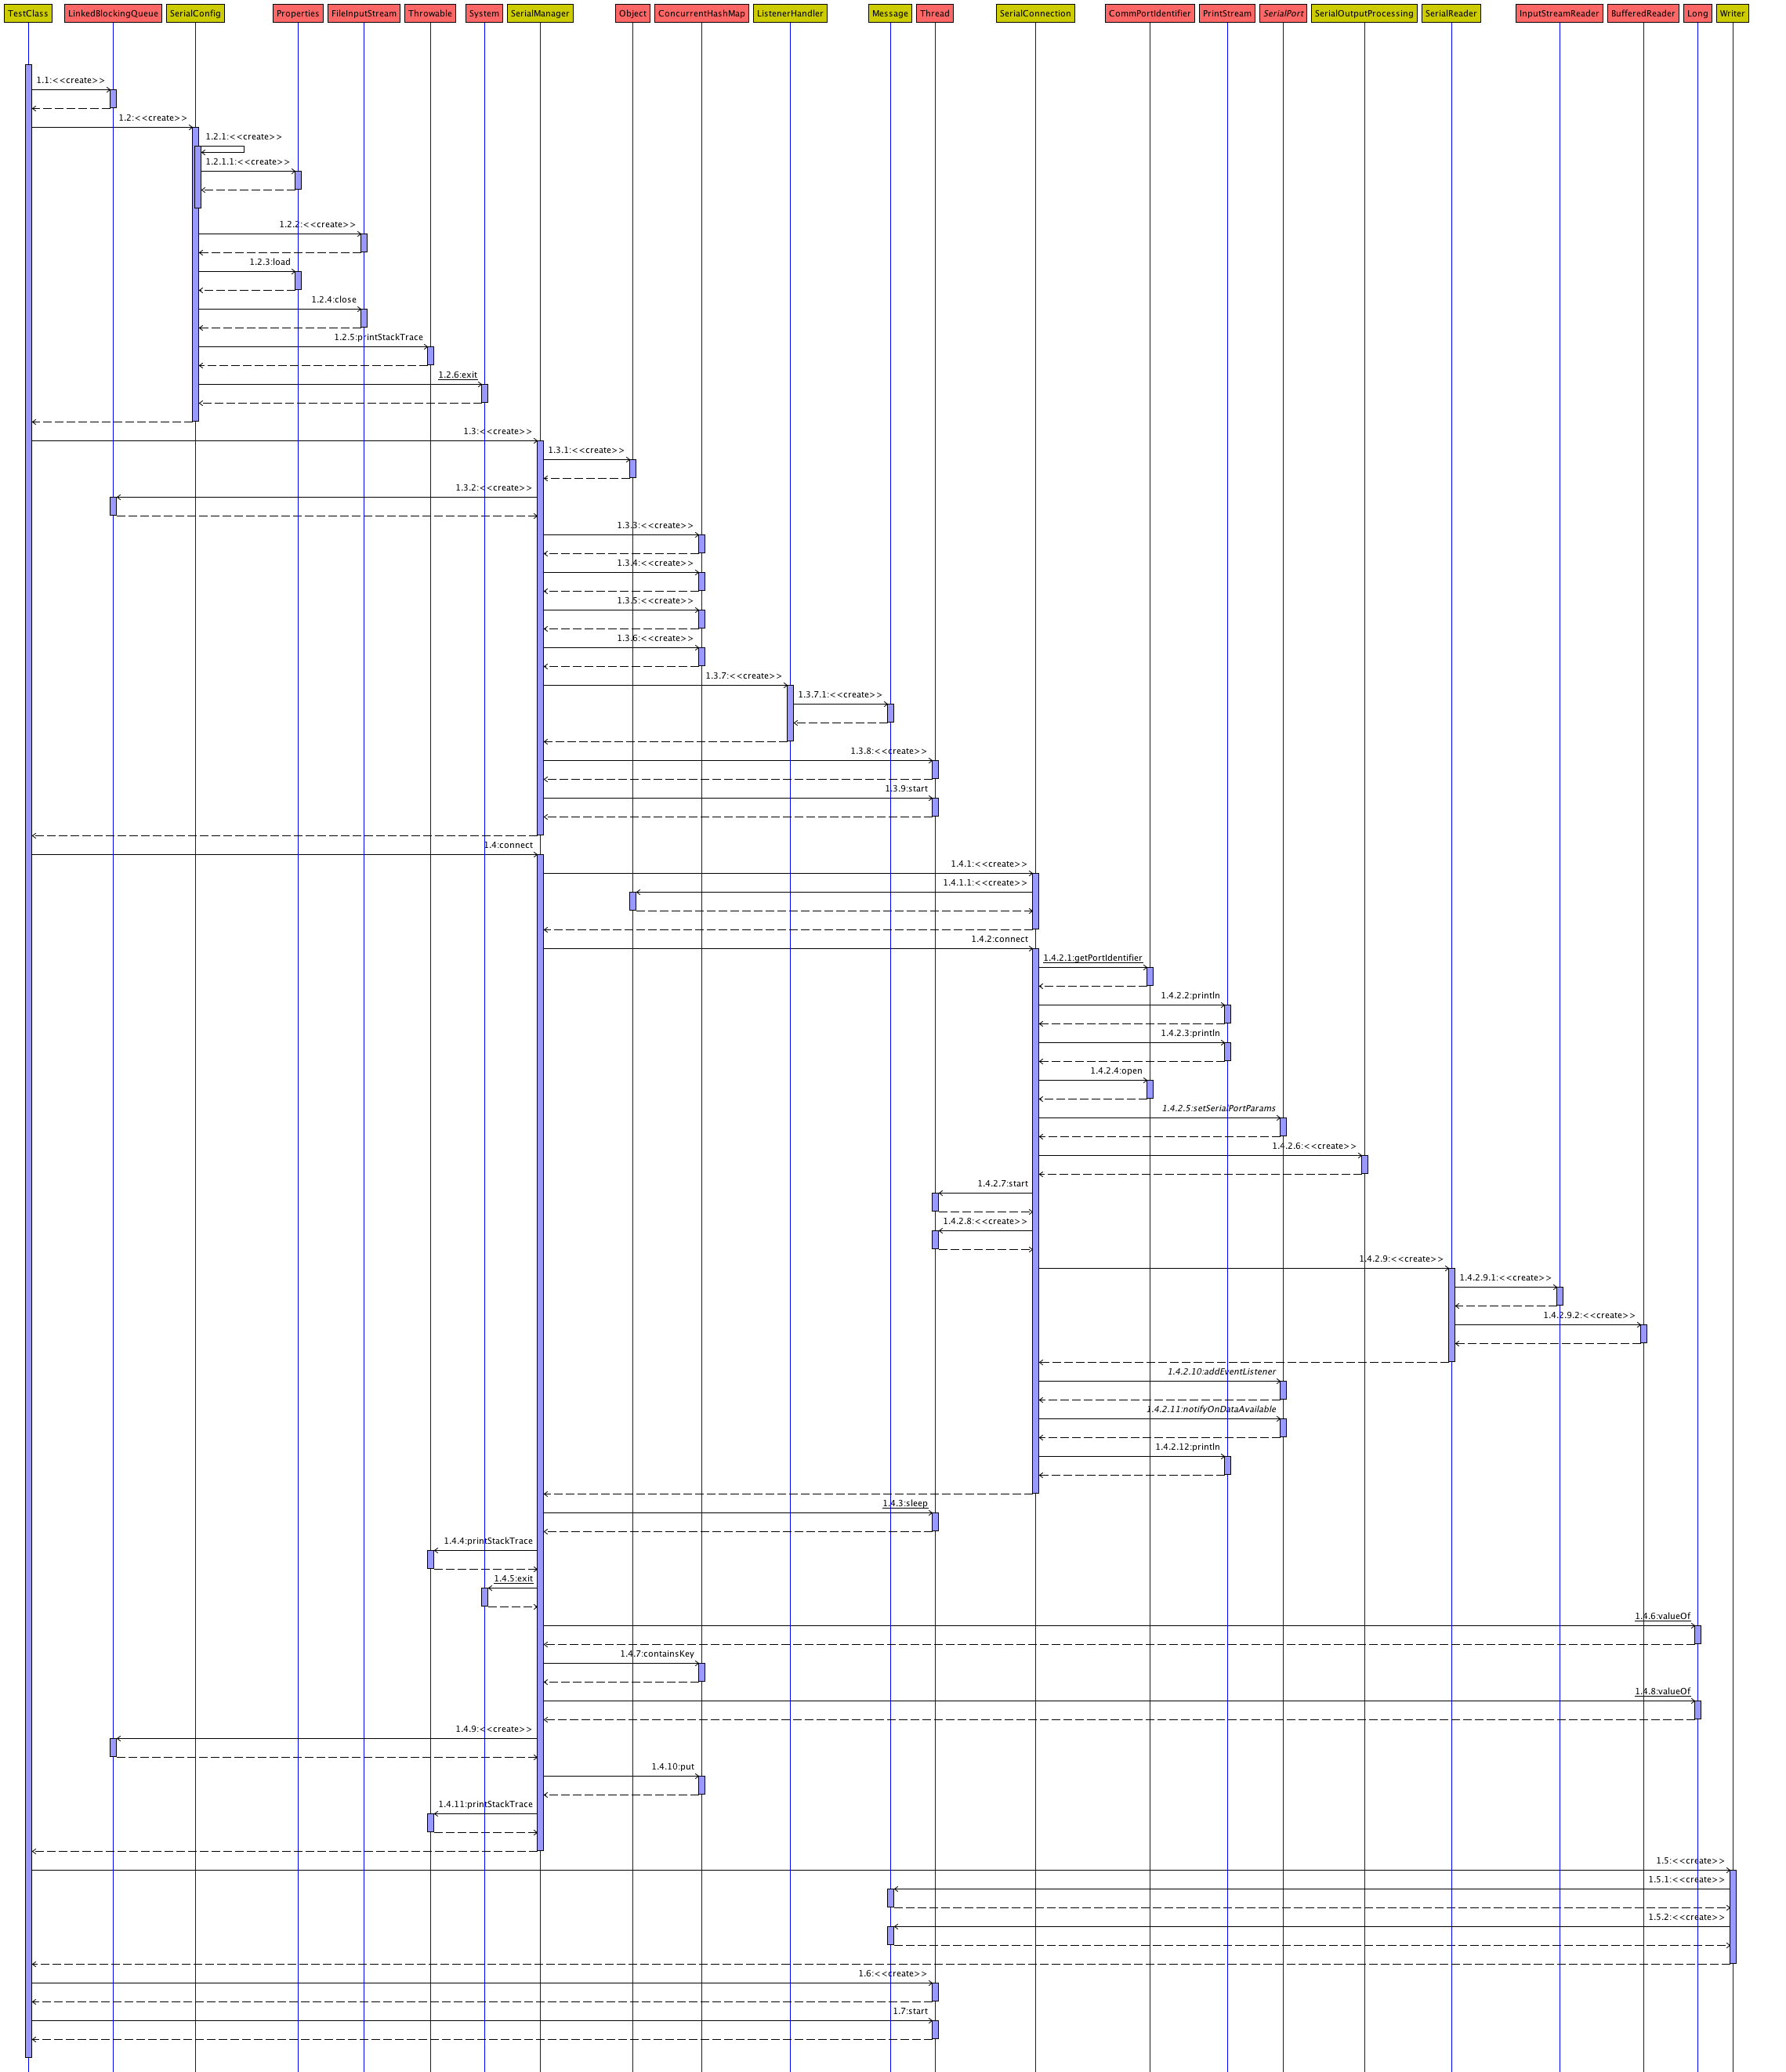 TestClass LinkedBlockingQueue SerialConfig Properties FileInputStream Throwable System SerialManager Object ConcurrentHashMap ListenerHandler Message Thread SerialConnection CommPortIdentifier PrintStream SerialPort SerialOutputProcessing SerialReader InputStreamReader BufferedReader Long Writer
1.1:<<create>>
1.2:<<create>>
1.2.1:<<create>>
1.2.1.1:<<create>>
1.2.2:<<create>>
1.2.3:load
1.2.4:close
1.2.5:printStackTrace
1.2.6:exit
1.3:<<create>>
1.3.1:<<create>>
1.3.2:<<create>>
1.3.3:<<create>>
1.3.4:<<create>>
1.3.5:<<create>>
1.3.6:<<create>>
1.3.7:<<create>>
1.3.7.1:<<create>>
1.3.8:<<create>>
1.3.9:start
1.4:connect
1.4.1:<<create>>
1.4.1.1:<<create>>
1.4.2:connect
1.4.2.1:getPortIdentifier
1.4.2.2:println
1.4.2.3:println
1.4.2.4:open
1.4.2.5:setSerialPortParams
1.4.2.6:<<create>>
1.4.2.7:start
1.4.2.8:<<create>>
1.4.2.9:<<create>>
1.4.2.9.1:<<create>>
1.4.2.9.2:<<create>>
1.4.2.10:addEventListener
1.4.2.11:notifyOnDataAvailable
1.4.2.12:println
1.4.3:sleep
1.4.4:printStackTrace
1.4.5:exit
1.4.6:valueOf
1.4.7:containsKey
1.4.8:valueOf
1.4.9:<<create>>
1.4.10:put
1.4.11:printStackTrace
1.5:<<create>>
1.5.1:<<create>>
1.5.2:<<create>>
1.6:<<create>>
1.7:start